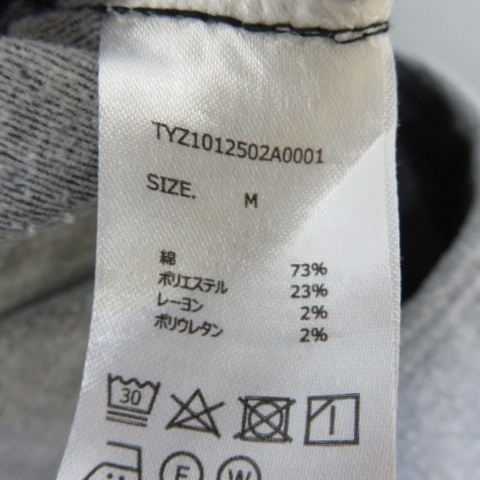 TYZ1012502A0001
SIZE. M
綿 73%
ポリエステル 23%
レーヨン 2%
ポリウレタン 2%
30
F W